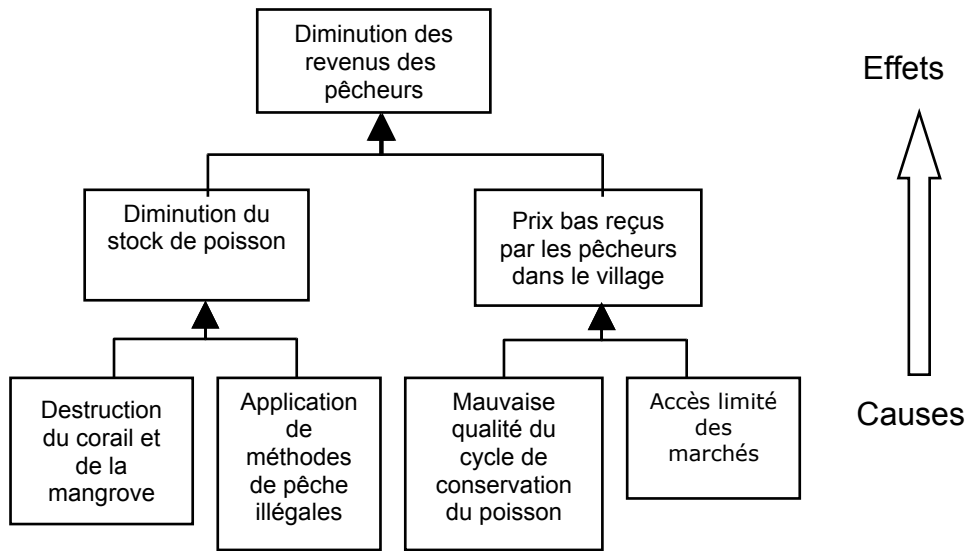 Diminution des
revenus des
pêcheurs
Effets
Diminution du
stock de poisson
Prix bas reçus
par les pêcheurs
dans le village
Destruction
du corail et
de la
mangrove
Application
de
méthodes
de pêche
illégales
Mauvaise
qualité du
cycle de
conservation
du poisson
Accès limité
des
marchés
Causes